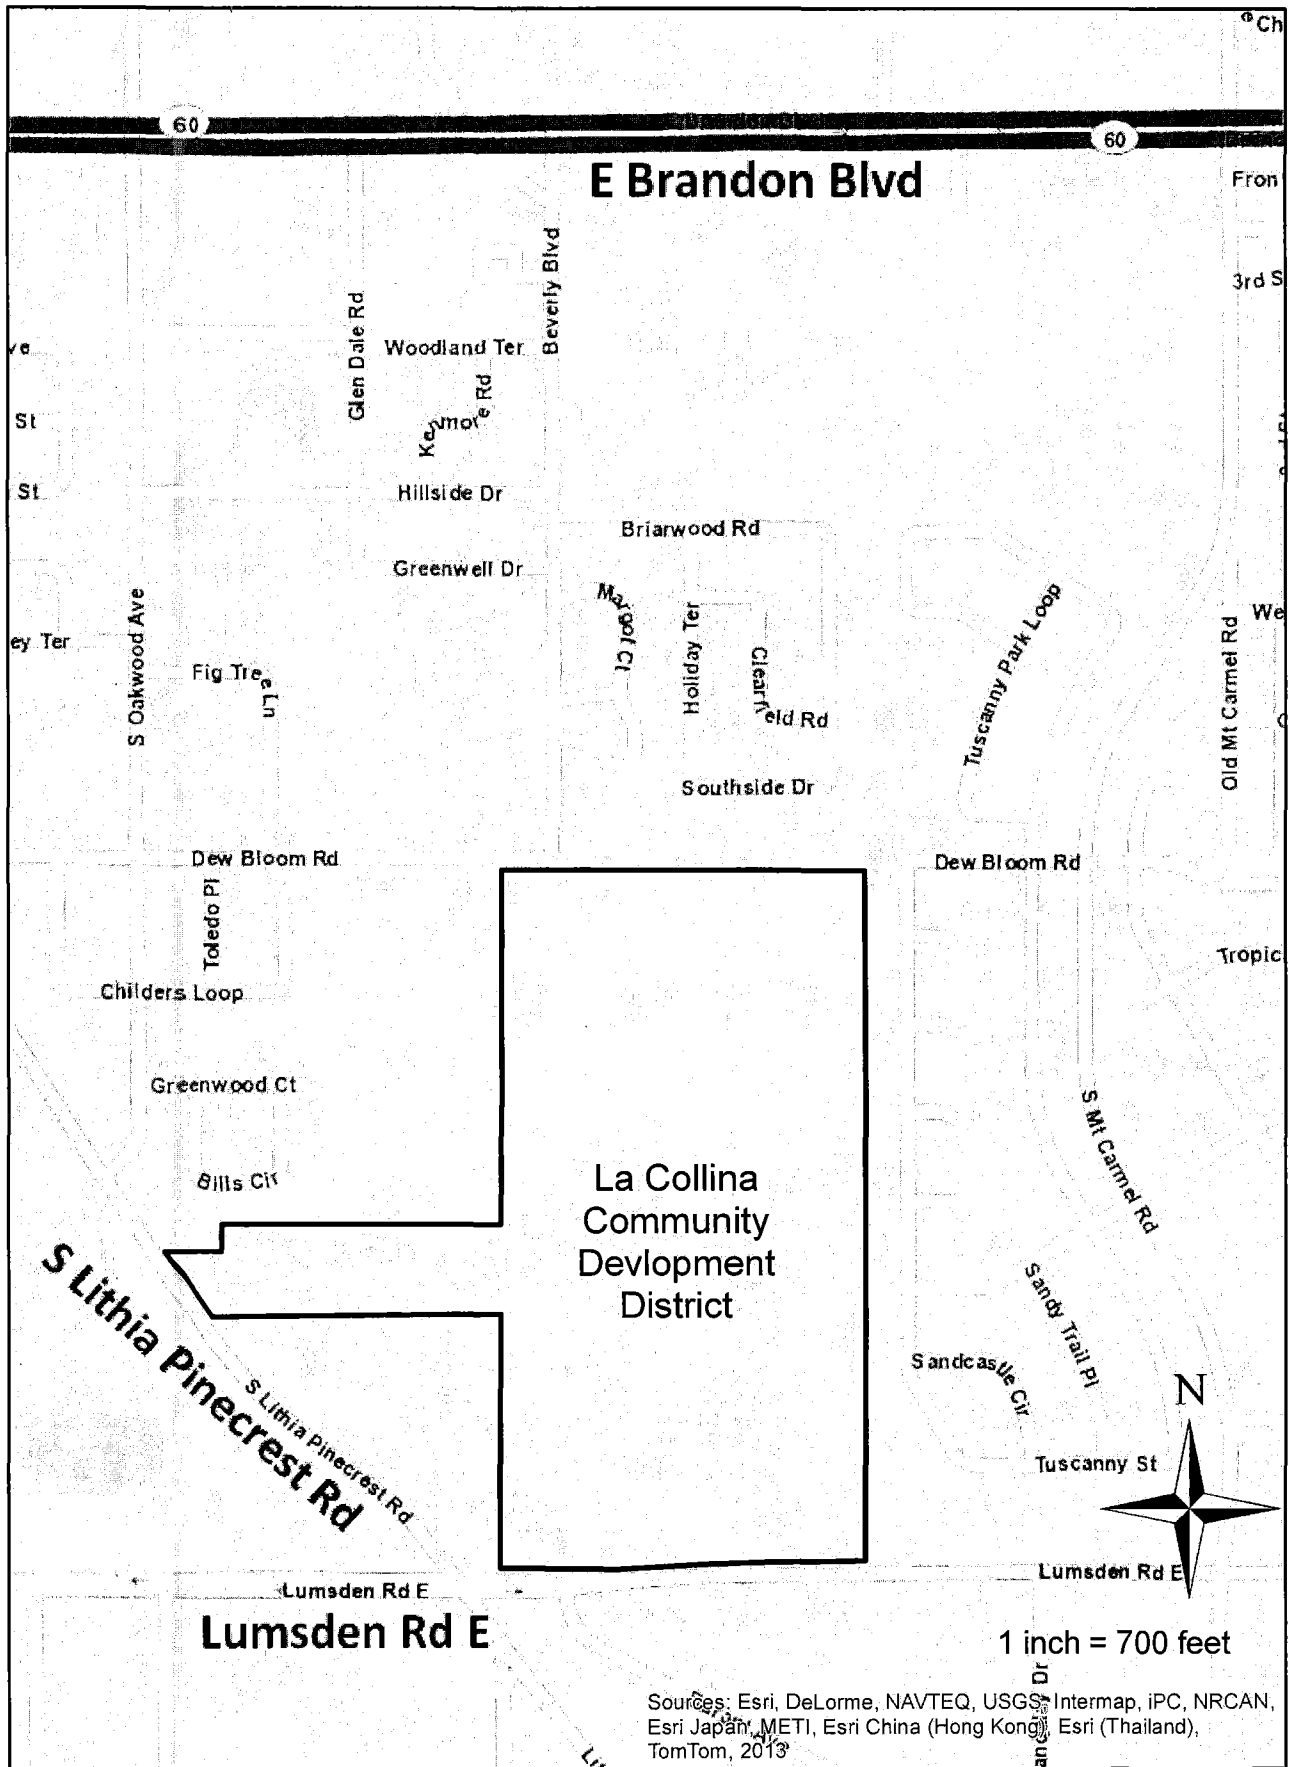 Ch
60
60
E Brandon Blvd
Fron
3rd S
Beverly Blvd
Glen Dale Rd
Woodland Ter
ve
Kenmore Rd
St
Hillside Dr
St
Briarwood Rd
Greenwell Dr
Margot Ct
Holiday Ter
Clearfield Rd
Tuscanny Park Loop
We
Old Mt Carmel Rd
ey Ter
S Oakwood Ave
Fig Tree Ln
Southside Dr
Dew Bloom Rd
Dew Bloom Rd
Toledo Pl
Tropic
Childers Loop
Greenwood Ct
S Mt Carmel Rd
Bills Cir
La Collina
Community
Devlopment
District
S Lithia Pinecrest Rd
S Lithia Pinecrest Rd
Sandy Trail Pl
Sandcastle Cir
N
Tuscanny St
Lumsden Rd E
Lumsden Rd E
Lumsden Rd E
1 inch = 700 feet
Sources: Esri, DeLorme, NAVTEQ, USGS, Intermap, iPC, NRCAN,
Esri Japan, METI, Esri China (Hong Kong), Esri (Thailand),
TomTom, 2013